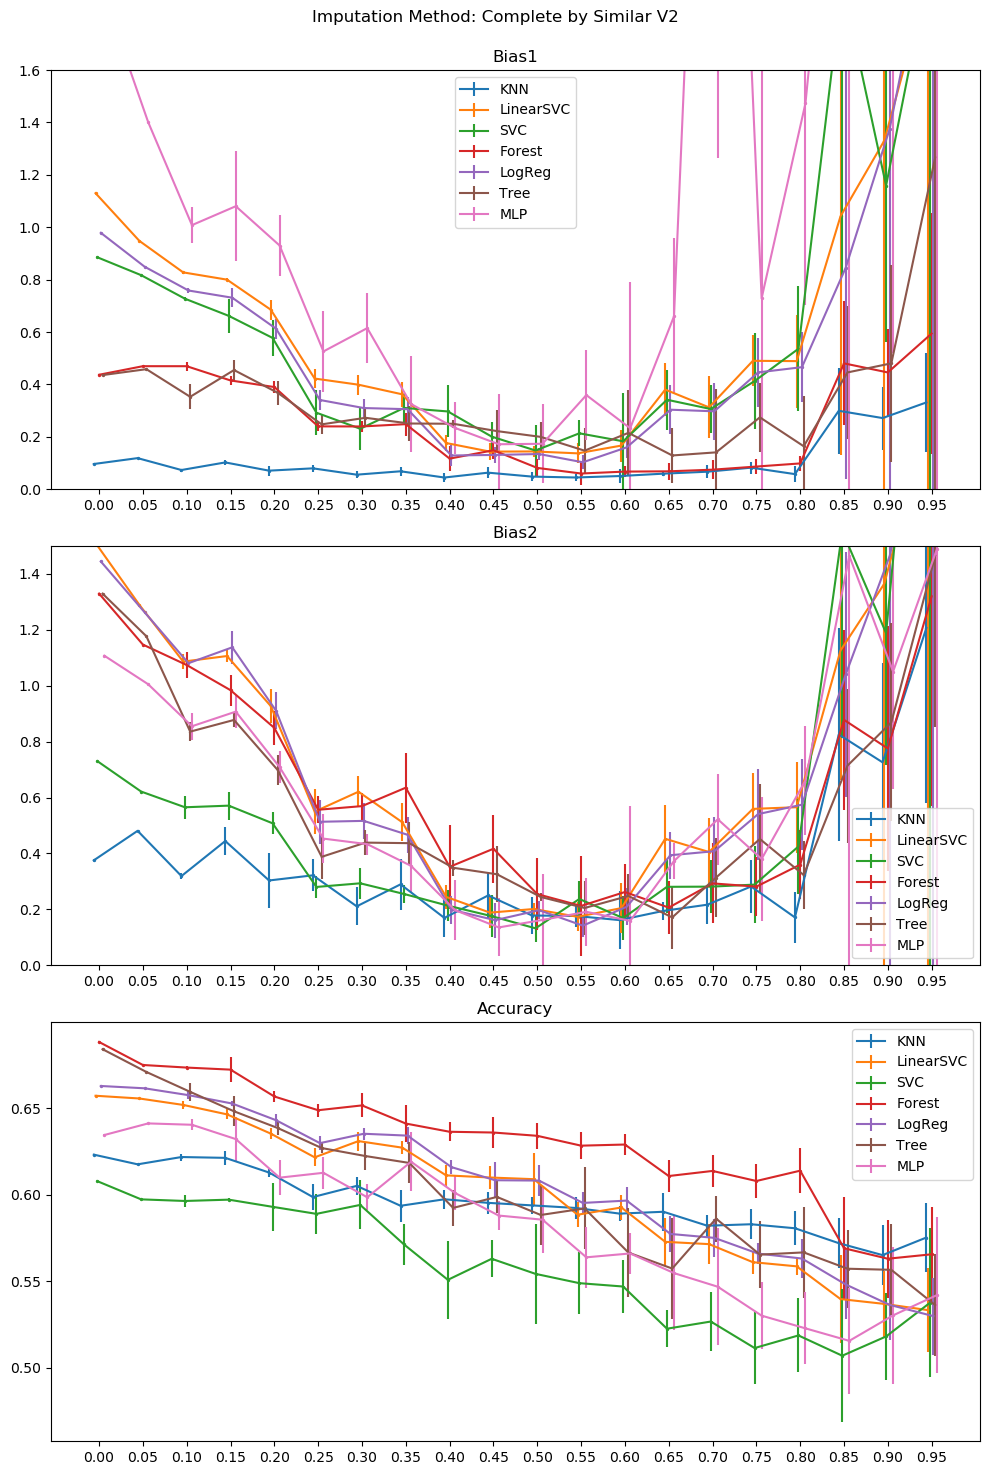 Imputation Method: Complete by Similar V2
Bias1
1.6
1.4
1.2
1.0
0.8
0.6
0.4
0.2
0.0
KNN
LinearSVC
SVC
Forest
LogReg
Tree
MLP
0.00 0.05 0.10 0.15 0.20 0.25 0.30 0.35 0.40 0.45 0.50 0.55 0.60 0.65 0.70 0.75 0.80 0.85 0.90 0.95
Bias2
1.4
1.2
1.0
0.8
0.6
0.4
0.2
0.0
KNN
LinearSVC
SVC
Forest
LogReg
Tree
MLP
0.00 0.05 0.10 0.15 0.20 0.25 0.30 0.35 0.40 0.45 0.50 0.55 0.60 0.65 0.70 0.75 0.80 0.85 0.90 0.95
Accuracy
0.65
0.60
0.55
0.50
KNN
LinearSVC
SVC
Forest
LogReg
Tree
MLP
0.00 0.05 0.10 0.15 0.20 0.25 0.30 0.35 0.40 0.45 0.50 0.55 0.60 0.65 0.70 0.75 0.80 0.85 0.90 0.95